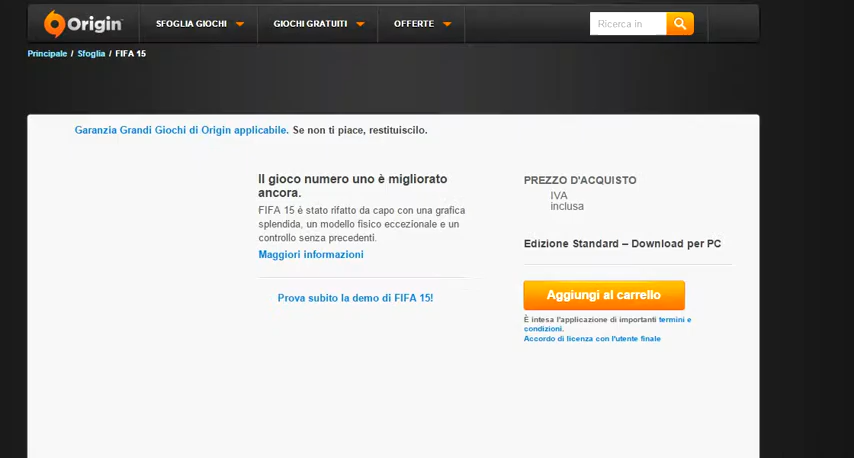 Origin
SFOGLIA GIOCHI
GIOCHI GRATUITI
OFFERTE
Ricerca in
Principale / Sfoglia / FIFA 15
Garanzia Grandi Giochi di Origin applicabile. Se non ti piace, restituiscilo.
Il gioco numero uno è migliorato
ancora.
FIFA 15 è stato rifatto da capo con una grafica
splendida, un modello fisico eccezionale e un
controllo senza precedenti.
Maggiori informazioni
Prova subito la demo di FIFA 15!
PREZZO D'ACQUISTO
IVA
inclusa
Edizione Standard – Download per PC
Aggiungi al carrello
È intesa l'applicazione di importanti termini e
condizioni.
Accordo di licenza con l'utente finale